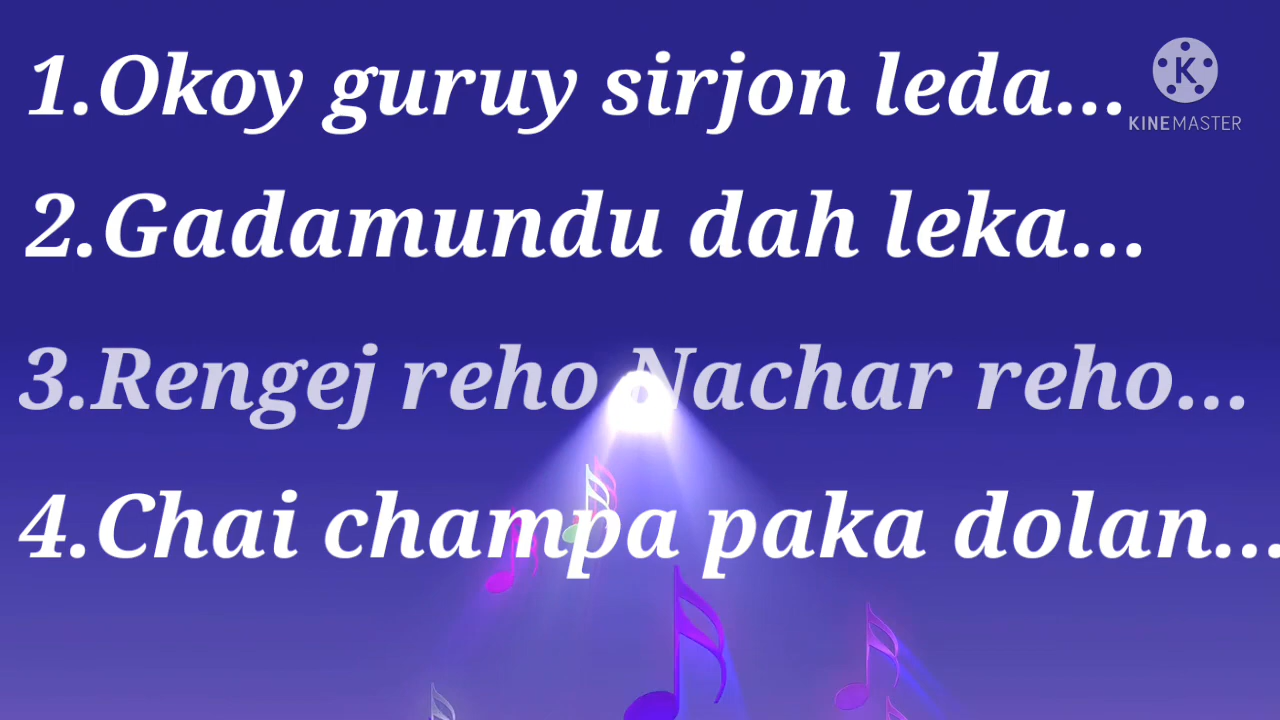 1.Okoy guruy sirjon leda...
KINEMASTER
2.Gadamundu dah leka...
3.Rengej reho Nachar reho...
4.Chai champa paka dolan...